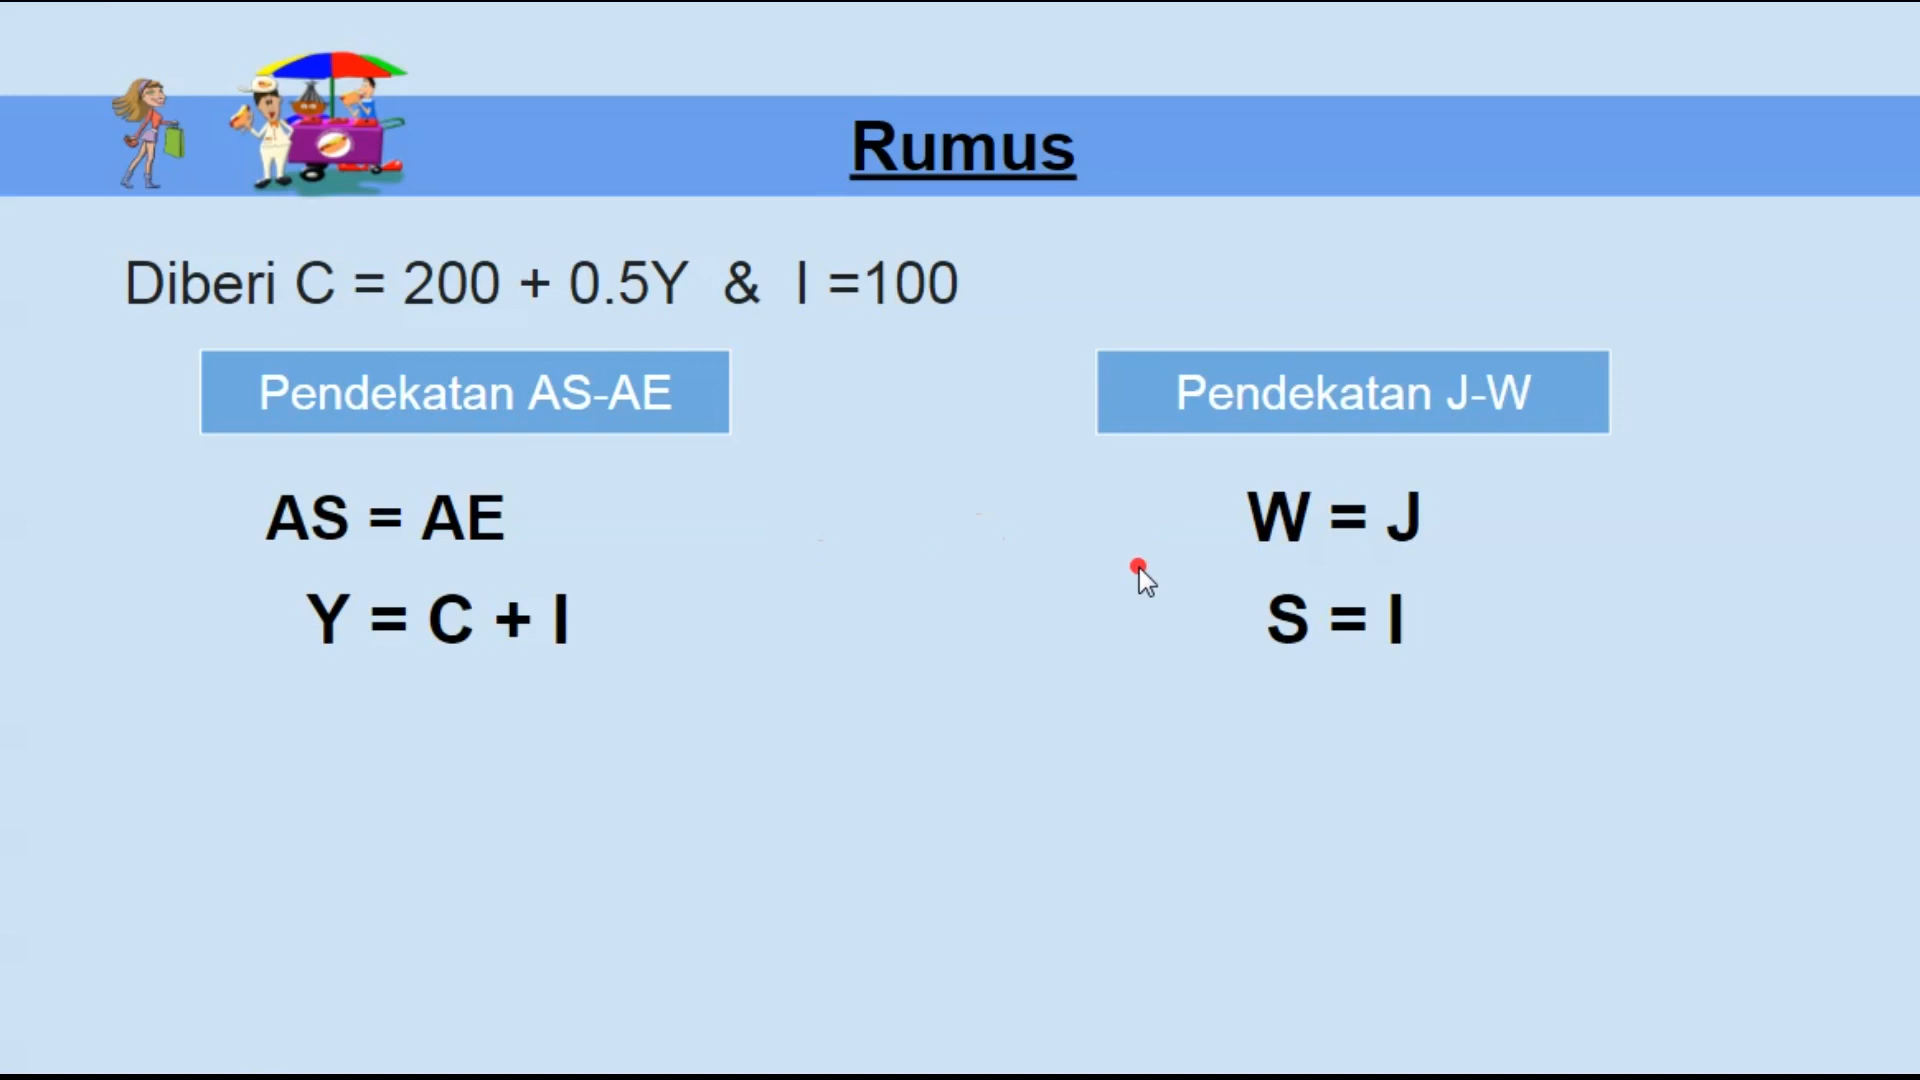 Rumus
Diberi C = 200 + 0.5Y & I =100
Pendekatan AS-AE
AS = AE
Y = C + I
Pendekatan J-W
W = J
S = I